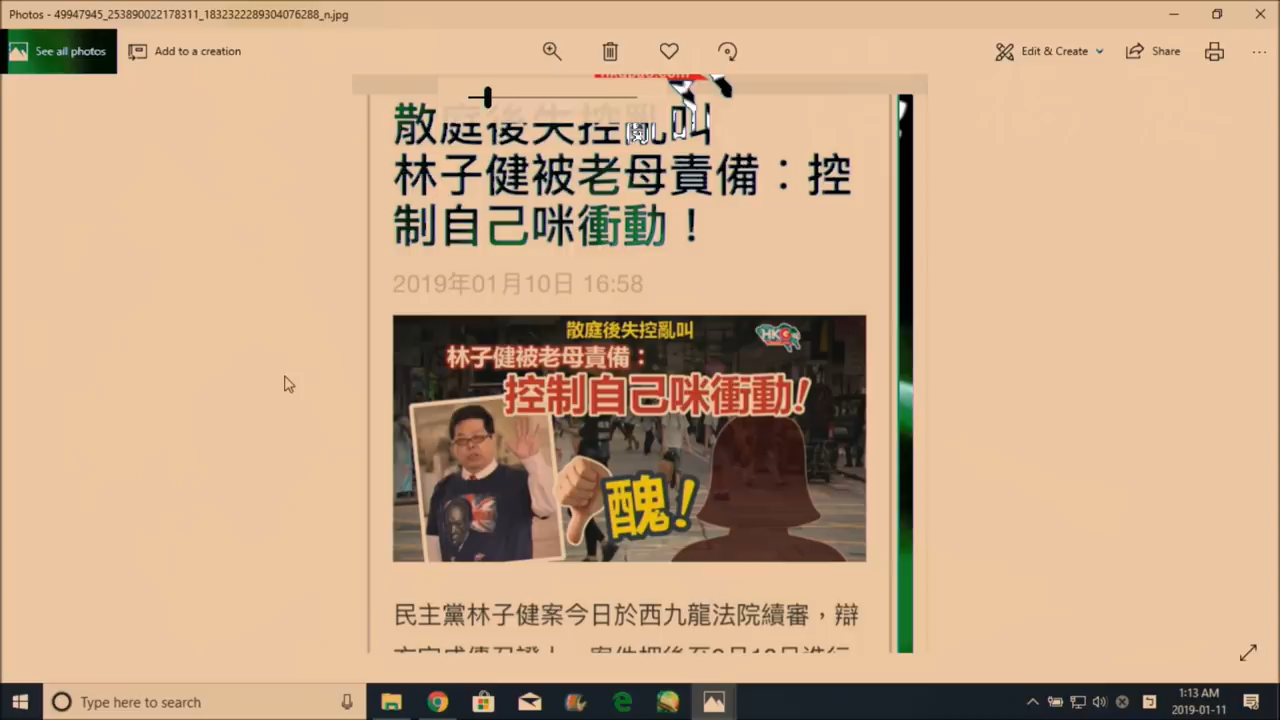 Photos - 49947945_253890022178311_1832322289304076288_n.jpg
See all photos
Add to a creation
Edit & Create
Share
散庭後失控亂叫
林子健被老母責備：控
制自己咪衝動！
2019年01月10日 16:58
散庭後失控亂叫
HKG
林子健被老母責備：
控制自己咪衝動!
醜!
民主黨林子健案今日於西九龍法院續審，辯
Type here to search
1:13 AM
2019-01-11